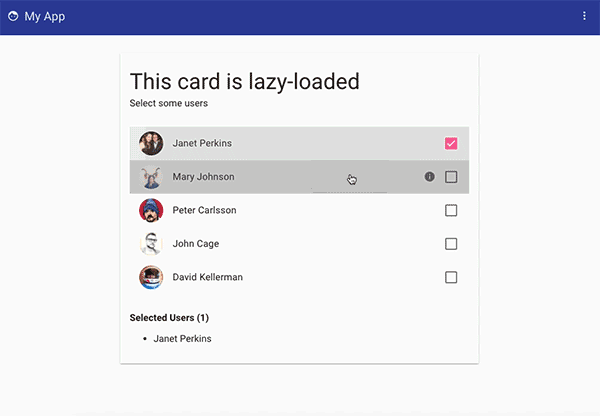 My App
This card is lazy-loaded
Select some users
Janet Perkins
Mary Johnson
Peter Carlsson
John Cage
David Kellerman
Selected Users (1)
Janet Perkins